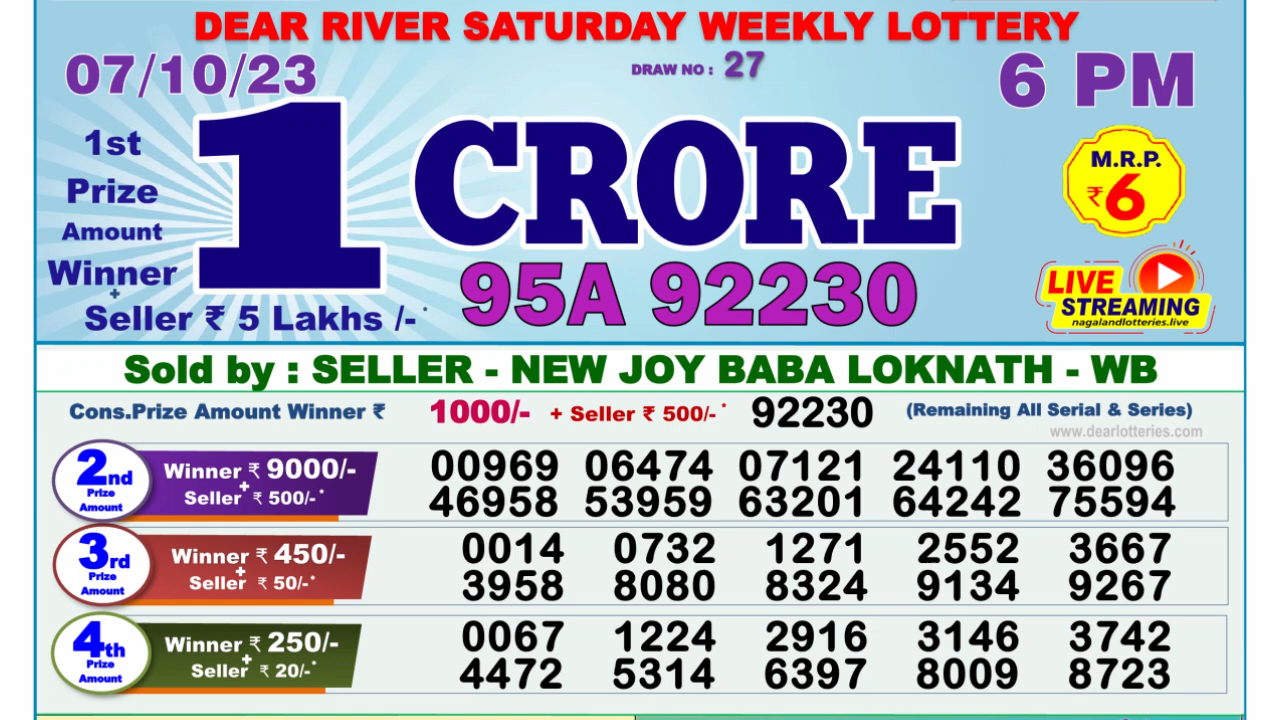 DEAR RIVER SATURDAY WEEKLY LOTTERY
07/10/23
DRAW NO : 27
6 PM
1st
Prize
Amount
Winner
+
Seller ₹ 5 Lakhs /- *
1 CRORE
95A 92230
M.R.P.
₹6
LIVE
STREAMING
nagalandlotteries.live
Sold by : SELLER - NEW JOY BABA LOKNATH - WB
Cons.Prize Amount Winner ₹ 1000/- + Seller ₹ 500/- * 92230 (Remaining All Serial & Series)
www.dearlotteries.com
2nd
Prize
Amount
Winner ₹ 9000/-
+
Seller ₹ 500/- *
00969 06474 07121 24110 36096
46958 53959 63201 64242 75594
3rd
Prize
Amount
Winner ₹ 450/-
+
Seller ₹ 50/- *
0014 0732 1271 2552 3667
3958 8080 8324 9134 9267
4th
Prize
Amount
Winner ₹ 250/-
+
Seller ₹ 20/- *
0067 1224 2916 3146 3742
4472 5314 6397 8009 8723